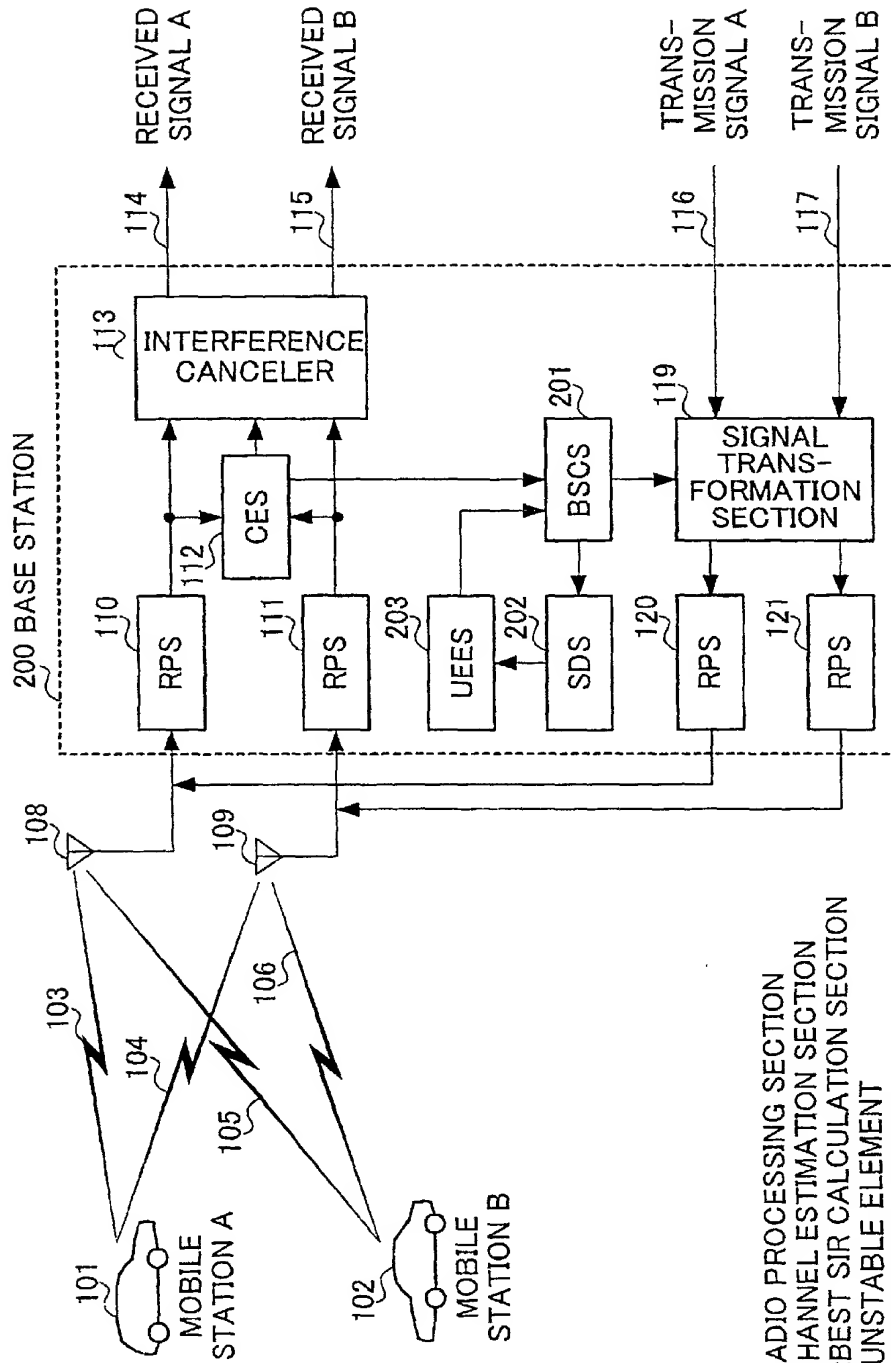 200 BASE STATION
101
MOBILE
STATION A
102
MOBILE
STATION B
103
104
105
106
108
109
110
RPS
111
RPS
112
CES
113
INTERFERENCE
CANCELER
114
RECEIVED
SIGNAL A
115
RECEIVED
SIGNAL B
203
UEES
202
SDS
201
BSCS
119
SIGNAL
TRANS-
FORMATION
SECTION
116
TRANS-
MISSION
SIGNAL A
117
TRANS-
MISSION
SIGNAL B
120
RPS
121
RPS
ADIO PROCESSING SECTION
HANNEL ESTIMATION SECTION
BEST SIR CALCULATION SECTION
UNSTABLE ELEMENT